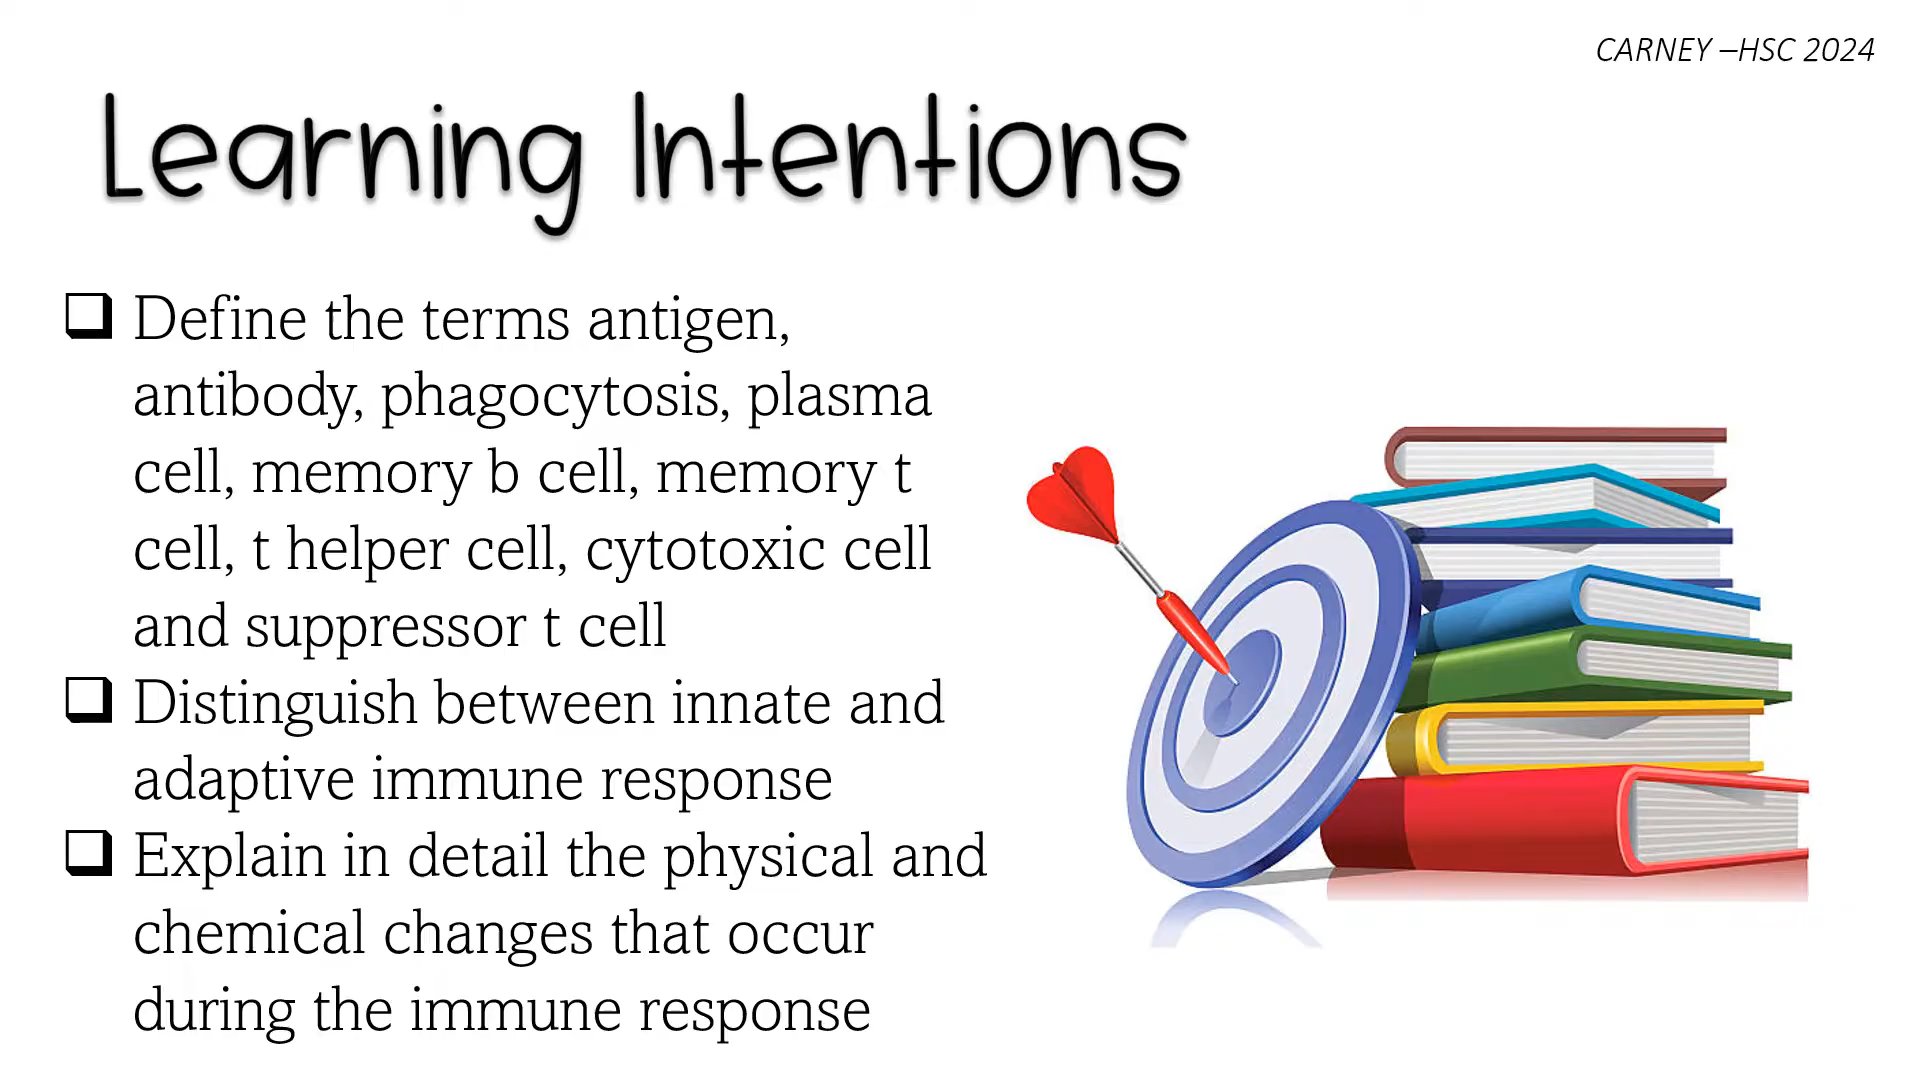 CARNEY –HSC 2024
Learning Intentions
❑ Define the terms antigen,
antibody, phagocytosis, plasma
cell, memory b cell, memory t
cell, t helper cell, cytotoxic cell
and suppressor t cell
❑ Distinguish between innate and
adaptive immune response
❑ Explain in detail the physical and
chemical changes that occur
during the immune response